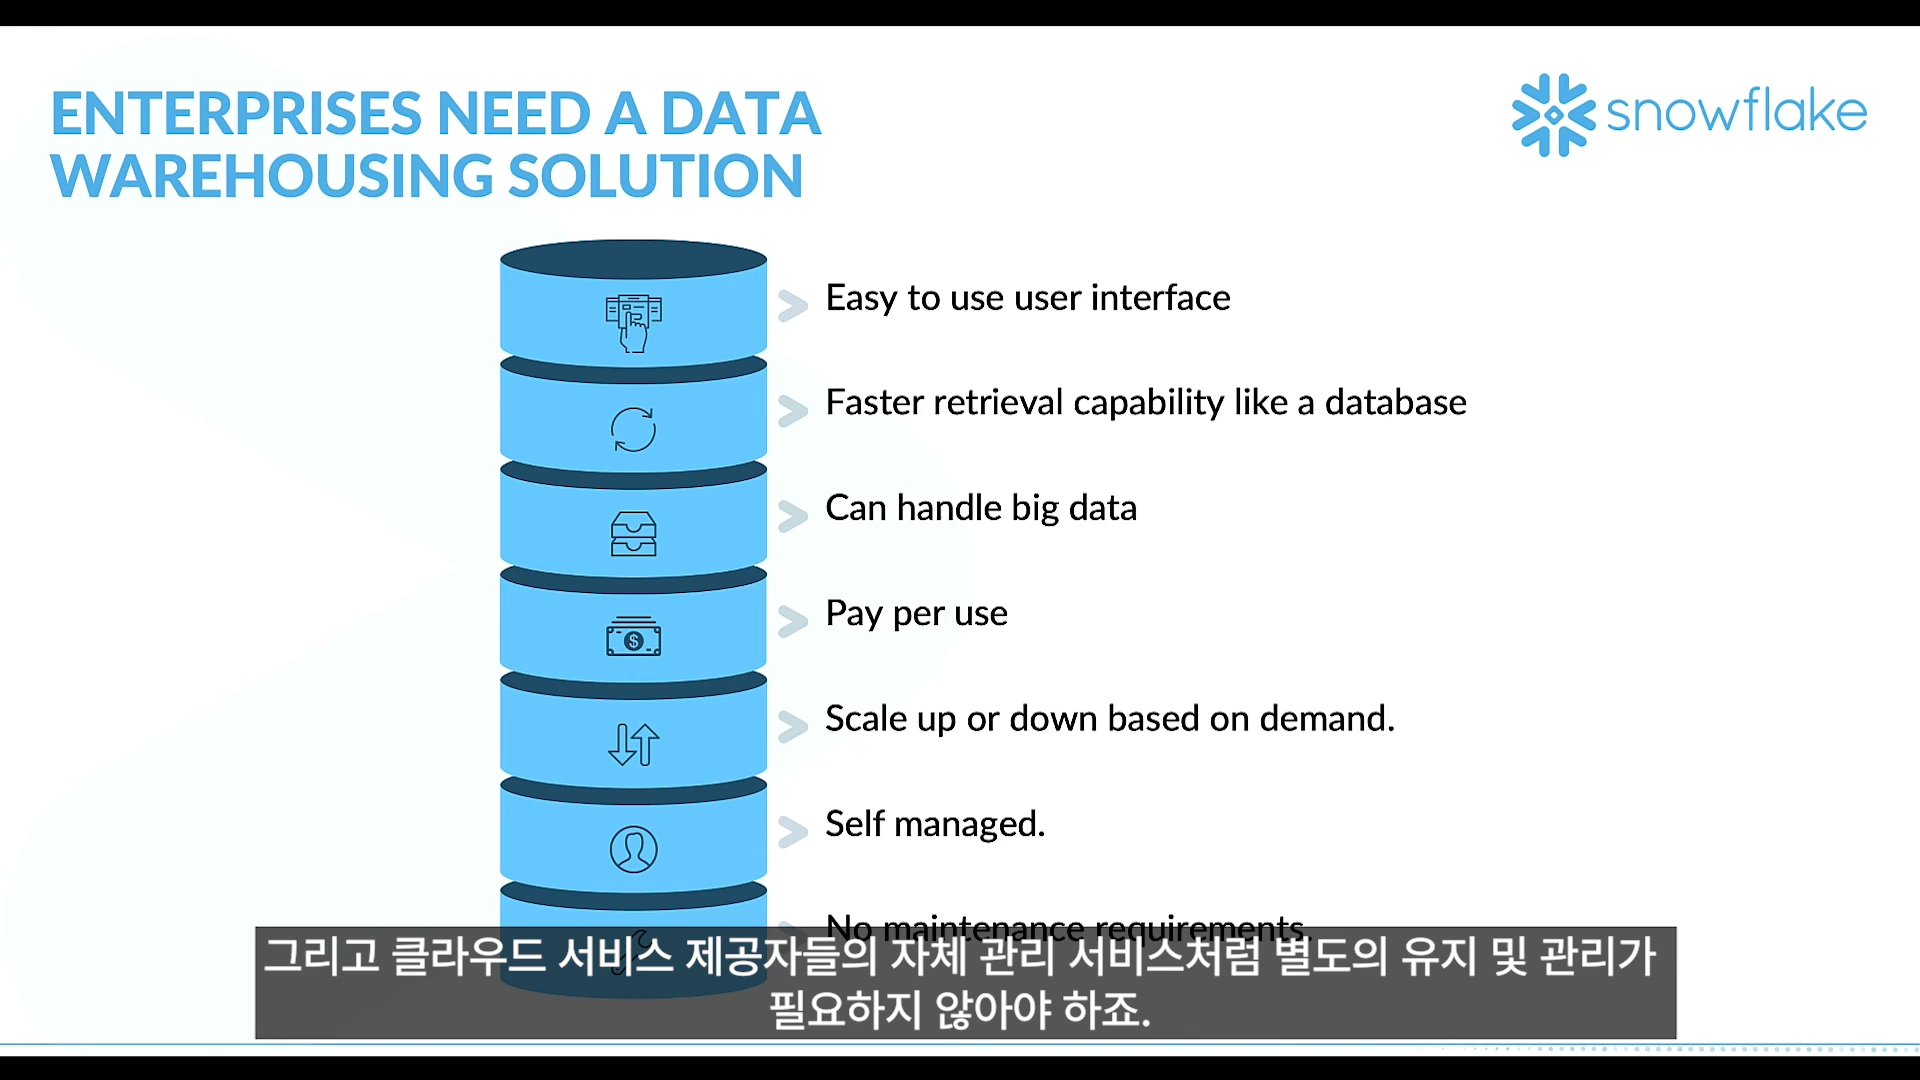 ENTERPRISES NEED A DATA
WAREHOUSING SOLUTION
snowflake
Easy to use user interface
Faster retrieval capability like a database
Can handle big data
$
Pay per use
Scale up or down based on demand.
Self managed.
No maintenance requirements.
그리고 클라우드 서비스 제공자들의 자체 관리 서비스처럼 별도의 유지 및 관리가
필요하지 않아야 하죠.